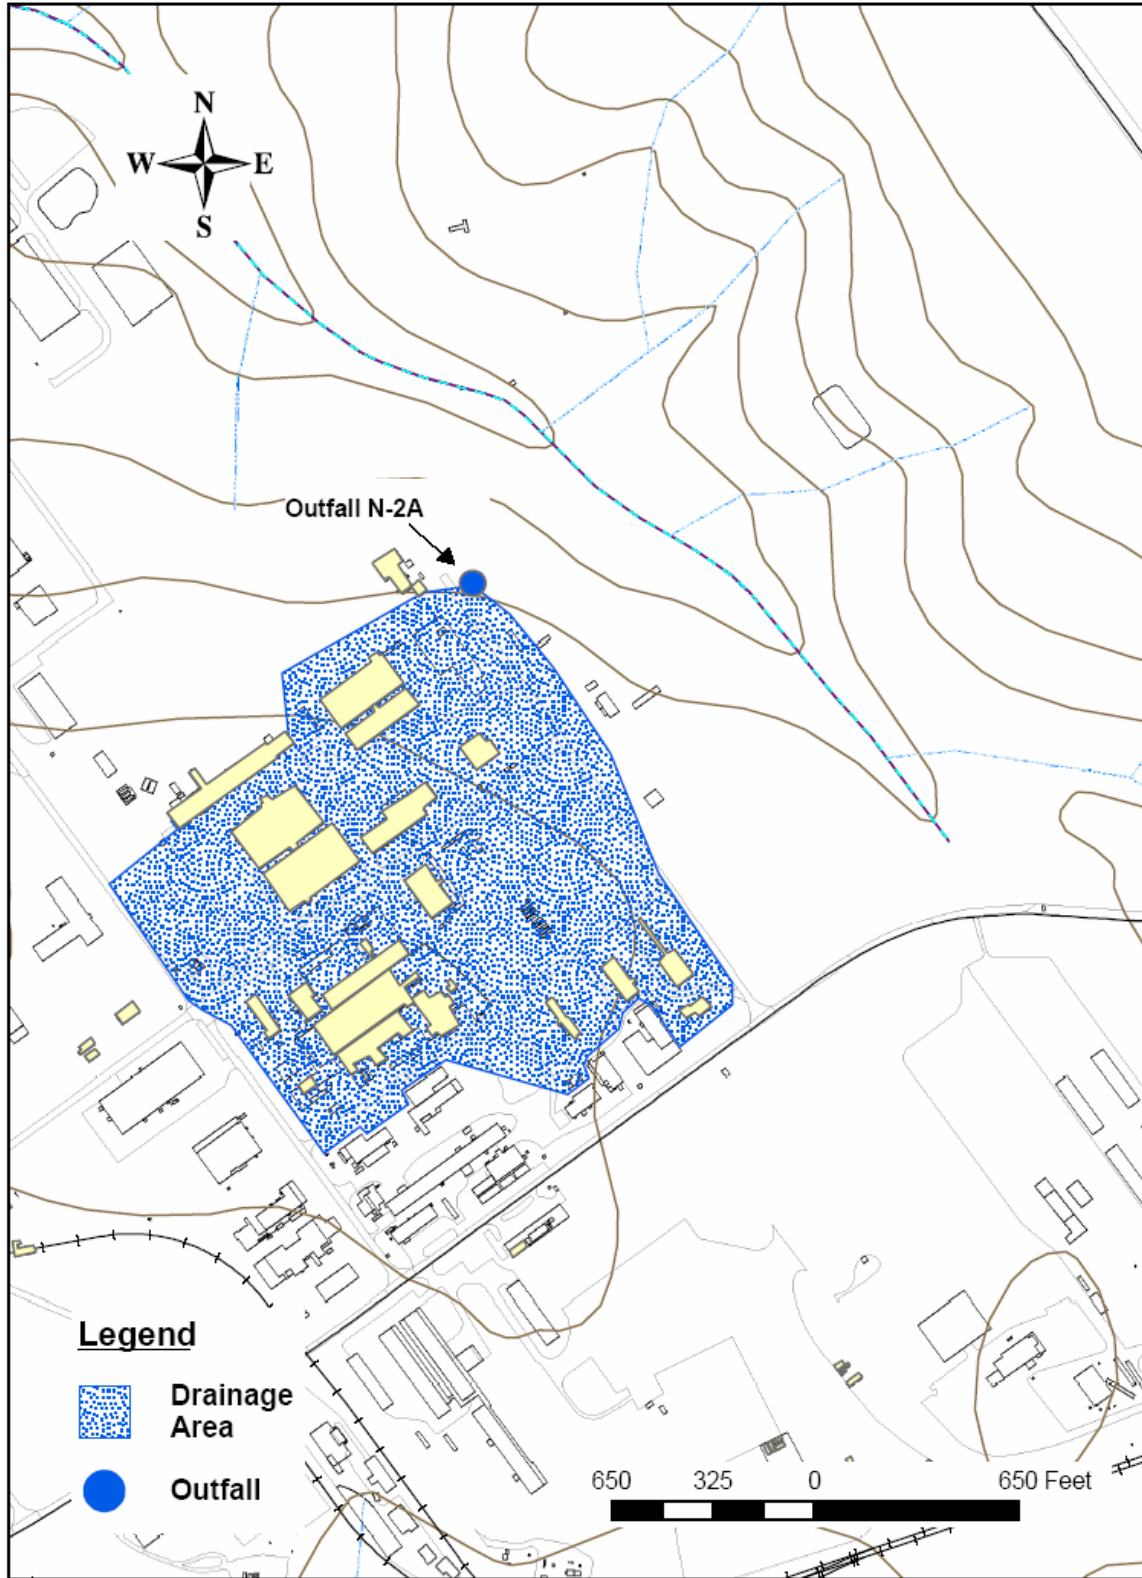 N
W E
S
Outfall N-2A
Legend
Drainage
Area
Outfall
650 325 0 650 Feet